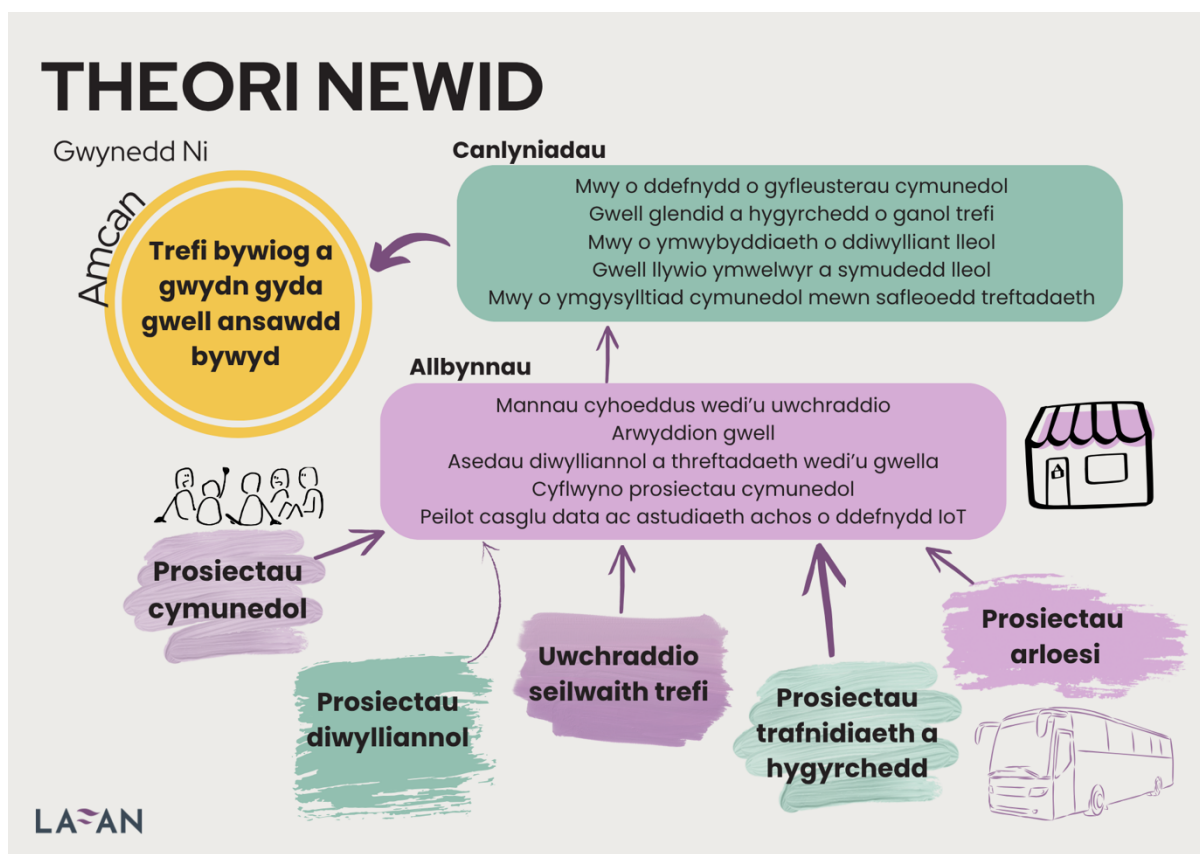 THEORI NEWID
Gwynedd Ni
Amcan
Trefi bywiog a
gwydn gyda
gwell ansawdd
bywyd
Canlyniadau
Mwy o ddefnydd o gyfleusterau cymunedol
Gwell glendid a hygyrchedd o ganol trefi
Mwy o ymwybyddiaeth o ddiwylliant lleol
Gwell llywio ymwelwyr a symudedd lleol
Mwy o ymgysylltiad cymunedol mewn safleoedd treftadaeth
Allbynnau
Mannau cyhoeddus wedi’u uwchraddio
Arwyddion gwell
Asedau diwylliannol a threftadaeth wedi’u gwella
Cyflwyno prosiectau cymunedol
Peilot casglu data ac astudiaeth achos o ddefnydd IoT
Prosiectau
cymunedol
Prosiectau
diwylliannol
Uwchraddio
seilwaith trefi
Prosiectau
trafnidiaeth a
hygyrchedd
Prosiectau
arloesi
LAFAN